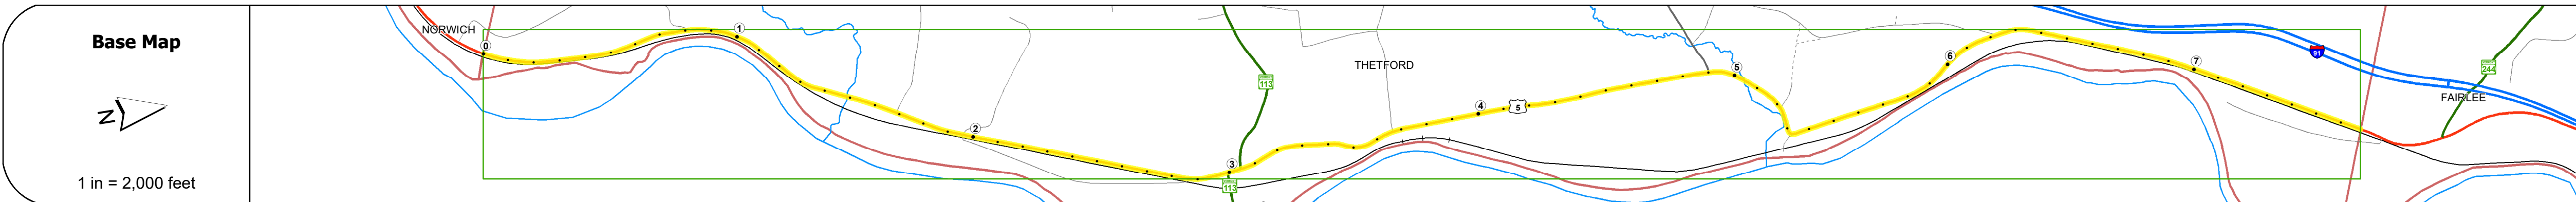 Base Map
N
1 in = 2,000 feet
NORWICH
0
1
2
113
3
113
THETFORD
4
5
5
6
7
91
244
FAIRLEE